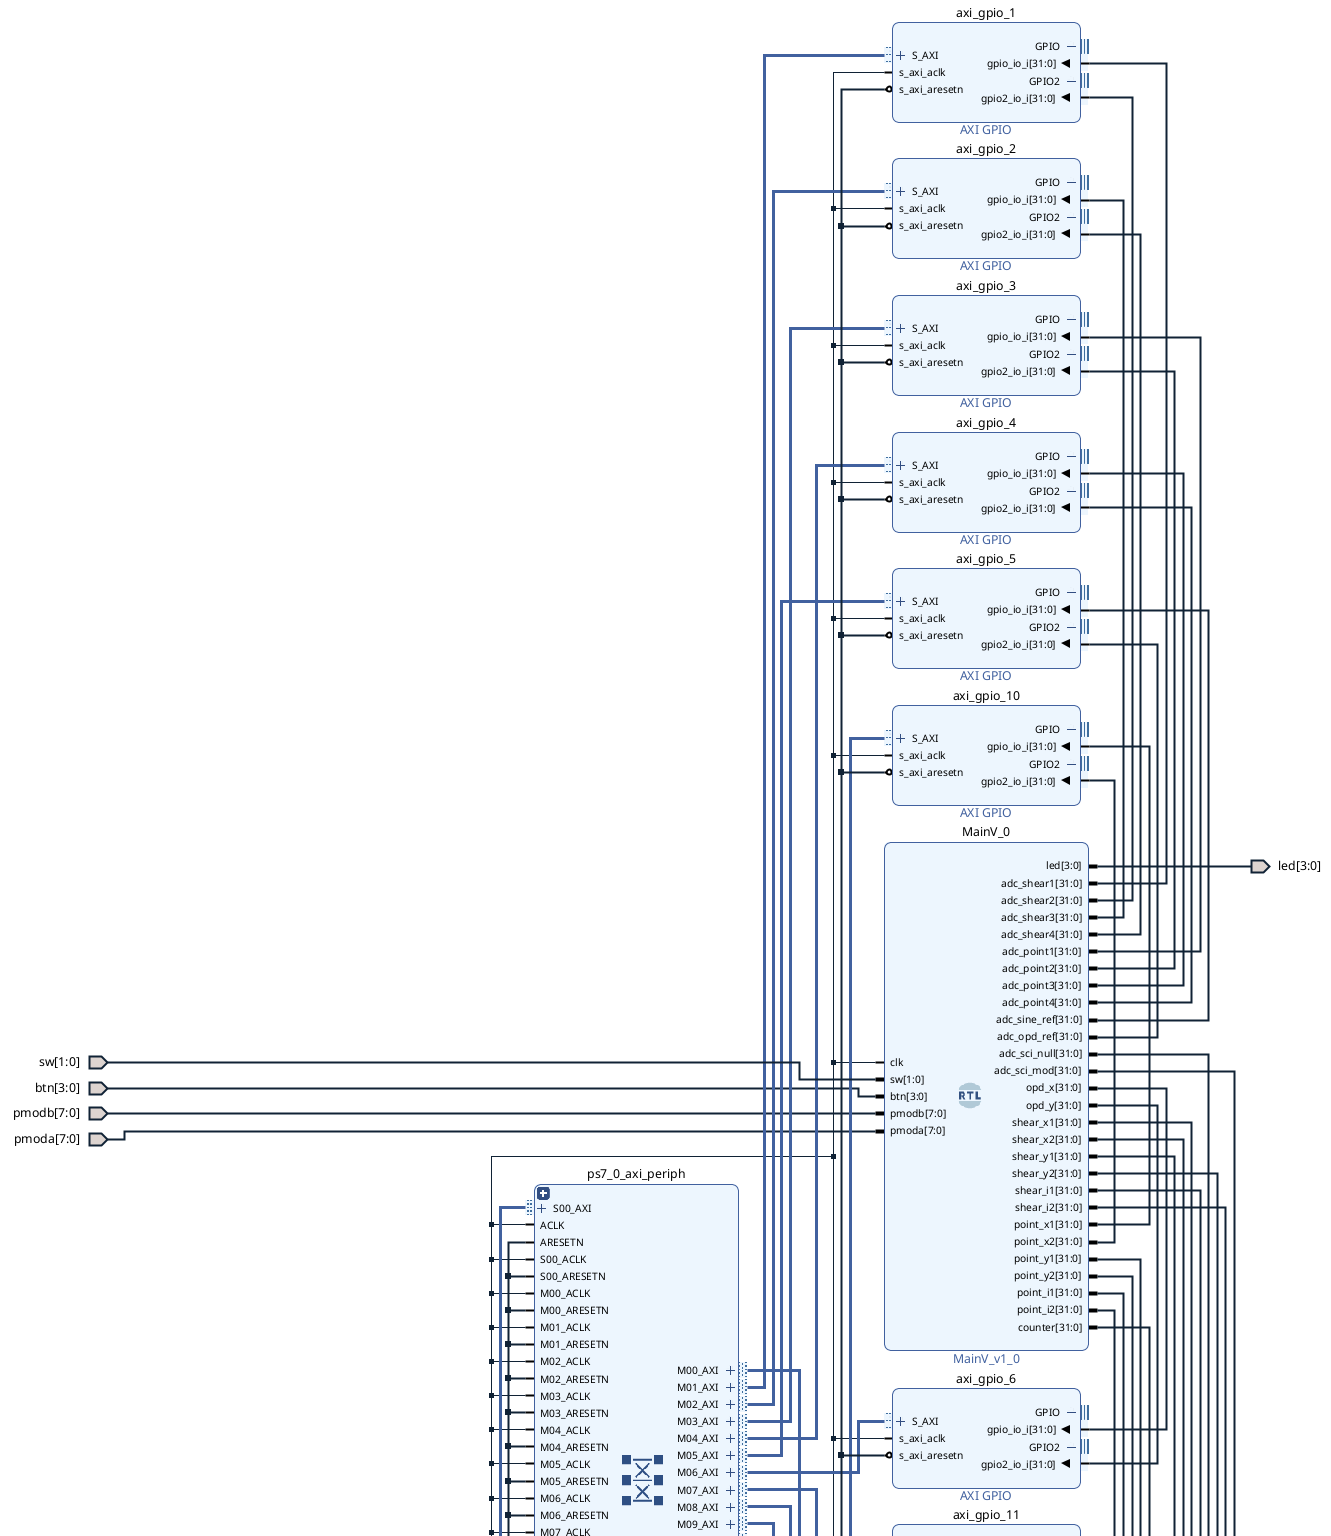 axi_gpio_1
GPIO
S_AXI
gpio_io_i[31:0]
s_axi_aclk
GPIO2
s_axi_aresetn
gpio2_io_i[31:0]
AXI GPIO
axi_gpio_2
GPIO
S_AXI
gpio_io_i[31:0]
s_axi_aclk
GPIO2
s_axi_aresetn
gpio2_io_i[31:0]
AXI GPIO
axi_gpio_3
GPIO
S_AXI
gpio_io_i[31:0]
s_axi_aclk
GPIO2
s_axi_aresetn
gpio2_io_i[31:0]
AXI GPIO
axi_gpio_4
GPIO
S_AXI
gpio_io_i[31:0]
s_axi_aclk
GPIO2
s_axi_aresetn
gpio2_io_i[31:0]
AXI GPIO
axi_gpio_5
GPIO
S_AXI
gpio_io_i[31:0]
s_axi_aclk
GPIO2
s_axi_aresetn
gpio2_io_i[31:0]
AXI GPIO
axi_gpio_10
GPIO
S_AXI
gpio_io_i[31:0]
s_axi_aclk
GPIO2
s_axi_aresetn
gpio2_io_i[31:0]
AXI GPIO
MainV_0
led[3:0]
led[3:0]
adc_shear1[31:0]
adc_shear2[31:0]
adc_shear3[31:0]
adc_shear4[31:0]
adc_point1[31:0]
adc_point2[31:0]
adc_point3[31:0]
adc_point4[31:0]
adc_sine_ref[31:0]
adc_opd_ref[31:0]
adc_sci_null[31:0]
adc_sci_mod[31:0]
opd_x[31:0]
opd_y[31:0]
shear_x1[31:0]
shear_x2[31:0]
shear_y1[31:0]
shear_y2[31:0]
shear_i1[31:0]
shear_i2[31:0]
point_x1[31:0]
point_x2[31:0]
point_y1[31:0]
point_y2[31:0]
point_i1[31:0]
point_i2[31:0]
counter[31:0]
clk
sw[1:0]
btn[3:0]
pmodb[7:0]
pmoda[7:0]
RTL
MainV_v1_0
sw[1:0]
btn[3:0]
pmodb[7:0]
pmoda[7:0]
ps7_0_axi_periph
S00_AXI
ACLK
ARESETN
S00_ACLK
S00_ARESETN
M00_ACLK
M00_ARESETN
M01_ACLK
M01_ARESETN
M02_ACLK
M02_ARESETN
M03_ACLK
M03_ARESETN
M04_ACLK
M04_ARESETN
M05_ACLK
M05_ARESETN
M06_ACLK
M06_ARESETN
M07_ACLK
M00_AXI
M01_AXI
M02_AXI
M03_AXI
M04_AXI
M05_AXI
M06_AXI
M07_AXI
M08_AXI
M09_AXI
axi_gpio_6
GPIO
S_AXI
gpio_io_i[31:0]
s_axi_aclk
GPIO2
s_axi_aresetn
gpio2_io_i[31:0]
AXI GPIO
axi_gpio_11